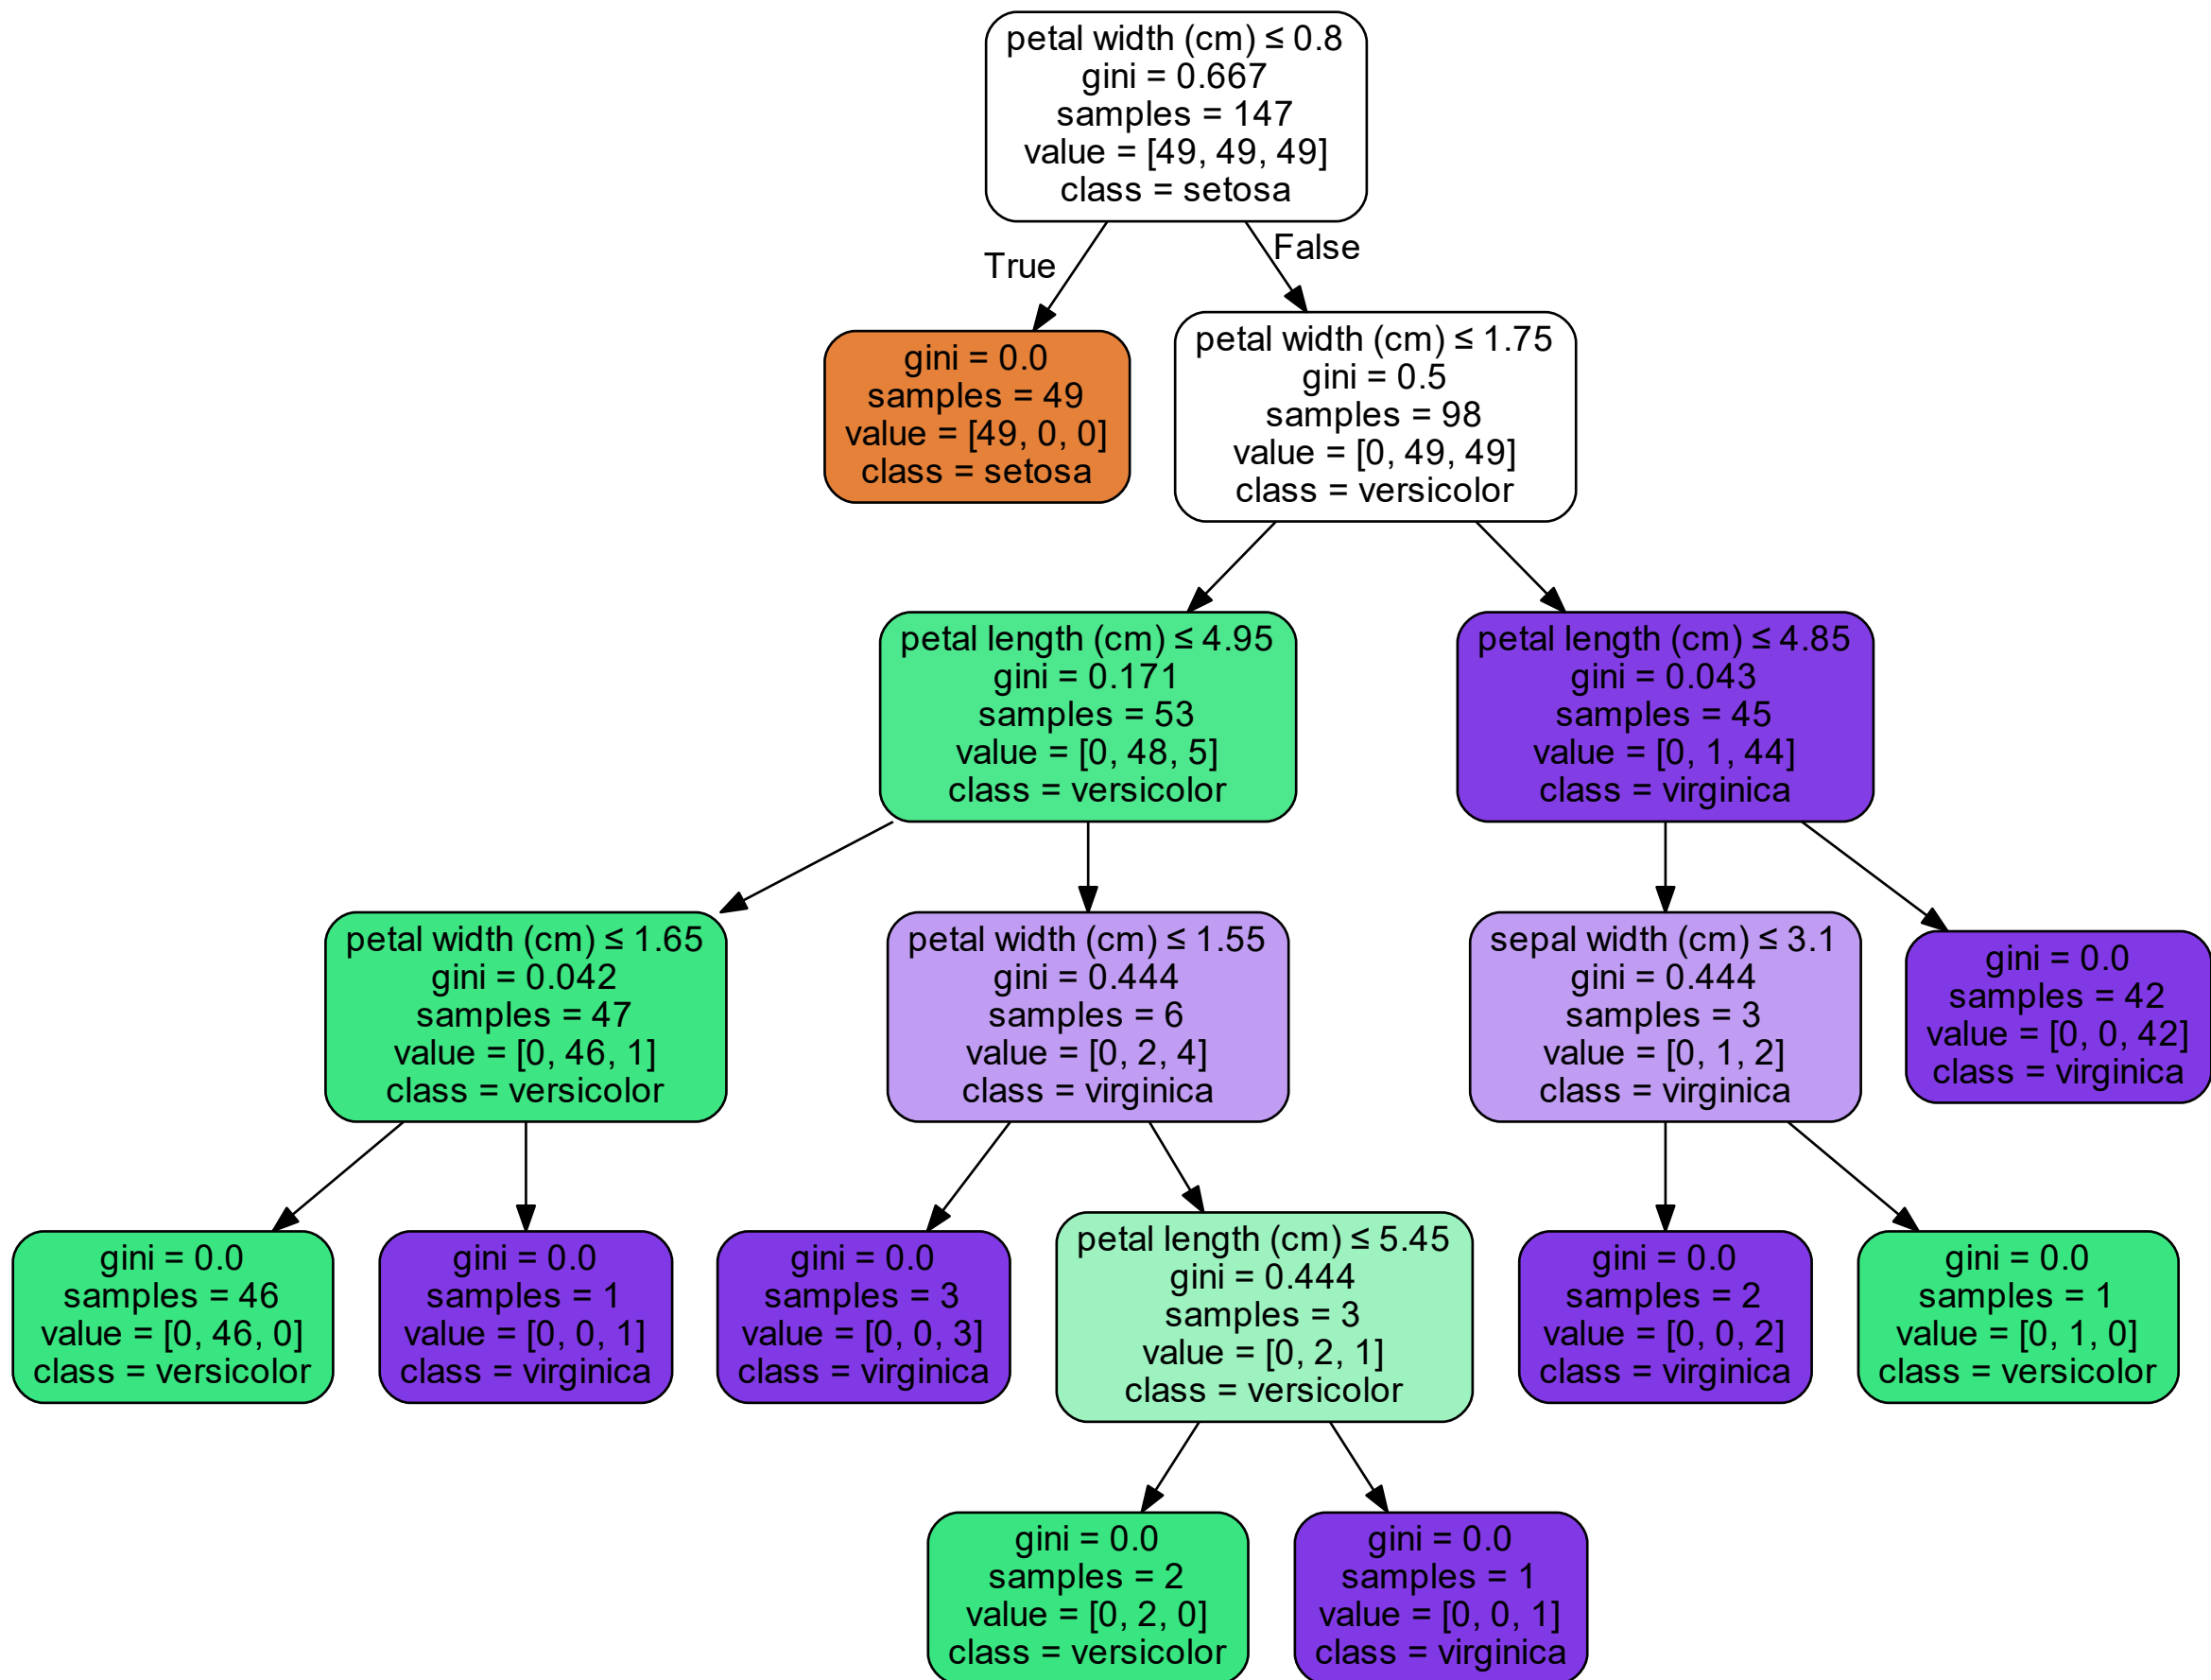 petal width (cm) ≤ 0.8
gini = 0.667
samples = 147
value = [49, 49, 49]
class = setosa
True
False
gini = 0.0
samples = 49
value = [49, 0, 0]
class = setosa
petal width (cm) ≤ 1.75
gini = 0.5
samples = 98
value = [0, 49, 49]
class = versicolor
petal length (cm) ≤ 4.95
gini = 0.171
samples = 53
value = [0, 48, 5]
class = versicolor
petal length (cm) ≤ 4.85
gini = 0.043
samples = 45
value = [0, 1, 44]
class = virginica
petal width (cm) ≤ 1.65
gini = 0.042
samples = 47
value = [0, 46, 1]
class = versicolor
petal width (cm) ≤ 1.55
gini = 0.444
samples = 6
value = [0, 2, 4]
class = virginica
sepal width (cm) ≤ 3.1
gini = 0.444
samples = 3
value = [0, 1, 2]
class = virginica
gini = 0.0
samples = 42
value = [0, 0, 42]
class = virginica
gini = 0.0
samples = 46
value = [0, 46, 0]
class = versicolor
gini = 0.0
samples = 1
value = [0, 0, 1]
class = virginica
gini = 0.0
samples = 3
value = [0, 0, 3]
class = virginica
petal length (cm) ≤ 5.45
gini = 0.444
samples = 3
value = [0, 2, 1]
class = versicolor
gini = 0.0
samples = 2
value = [0, 0, 2]
class = virginica
gini = 0.0
samples = 1
value = [0, 1, 0]
class = versicolor
gini = 0.0
samples = 2
value = [0, 2, 0]
class = versicolor
gini = 0.0
samples = 1
value = [0, 0, 1]
class = virginica